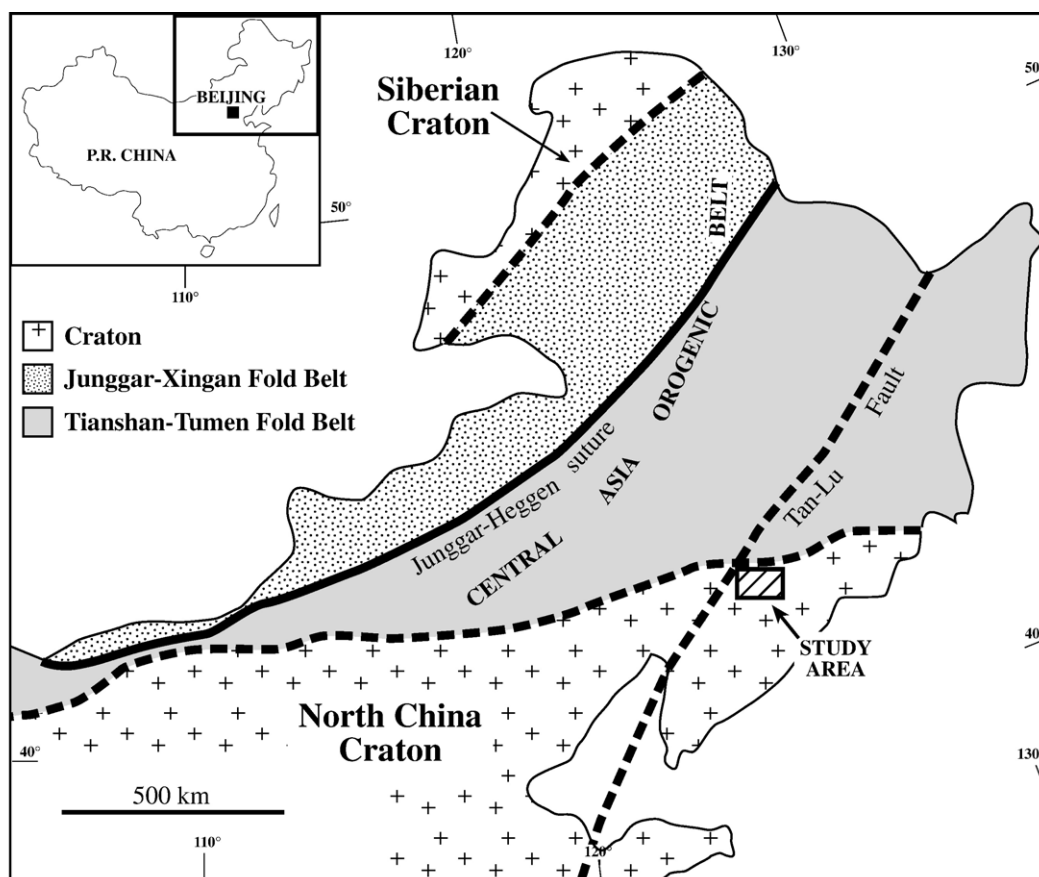 120°
130°
50°
Siberian
Craton
BEIJING
P.R. CHINA
50°
110°
BELT
Craton
Junggar-Xingan Fold Belt
Tianshan-Tumen Fold Belt
OROGENIC
Fault
suture
ASIA
Tan-Lu
Junggar-Heggen
CENTRAL
STUDY
AREA
40°
North China
Craton
40°
130°
500 km
110°
120°